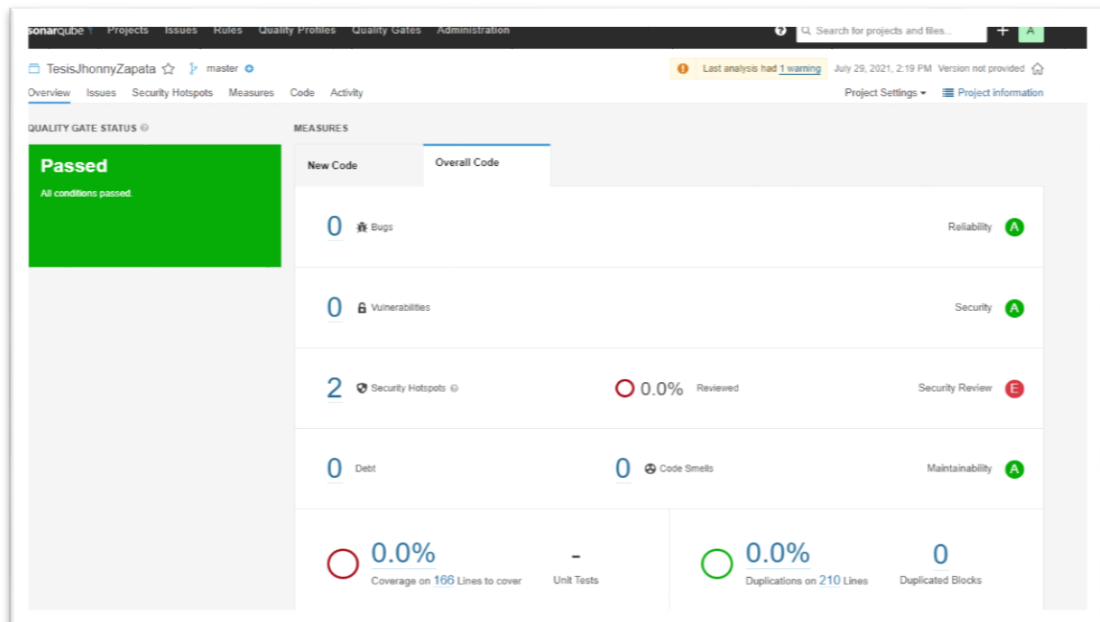 sonarqube Projects Issues Rules Quality Profiles Quality Gates Administration Search for projects and files... A
TesisJhonnyZapata master Last analysis had 1 warning July 29, 2021, 2:19 PM Version not provided
Overview Issues Security Hotspots Measures Code Activity Project Settings Project information
QUALITY GATE STATUS MEASURES
Passed
All conditions passed.
New Code Overall Code
0 Bugs Reliability A
0 Vulnerabilities Security A
2 Security Hotspots 0.0% Reviewed Security Review E
0 Debt 0 Code Smells Maintainability A
0.0% - 0.0% 0
Coverage on 166 Lines to cover Unit Tests Duplications on 210 Lines Duplicated Blocks